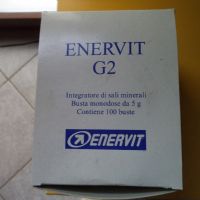 ENERVIT
G2
Integratore di sali minerali
Busta monodose da 5 g
Contiene 100 buste
ENERVIT